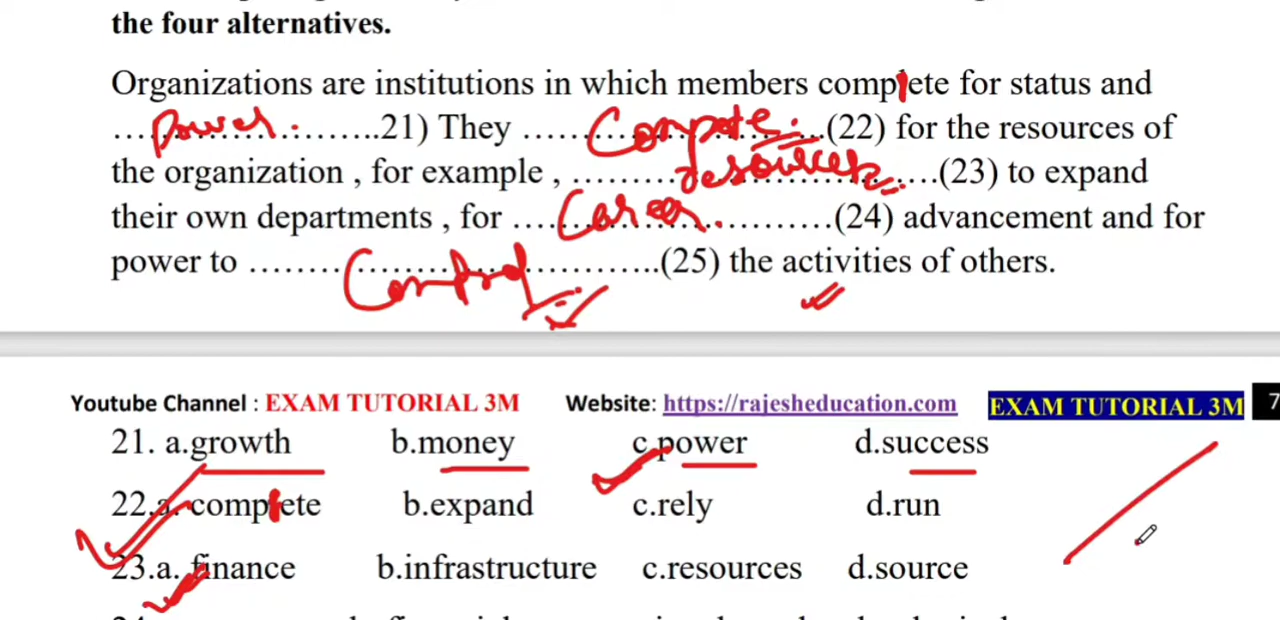 the four alternatives.
Organizations are institutions in which members complete for status and
power ........21) They ...... Compete ......(22) for the resources of
the organization , for example , ......... resources .....(23) to expand
their own departments , for .... Career ..........(24) advancement and for
power to ........ Control ..........(25) the activities of others.
Youtube Channel : EXAM TUTORIAL 3M Website: https://rajesheducation.com EXAM TUTORIAL 3M 7
21. a.growth b.money c.power d.success
22.a. complete b.expand c.rely d.run
23.a. finance b.infrastructure c.resources d.source